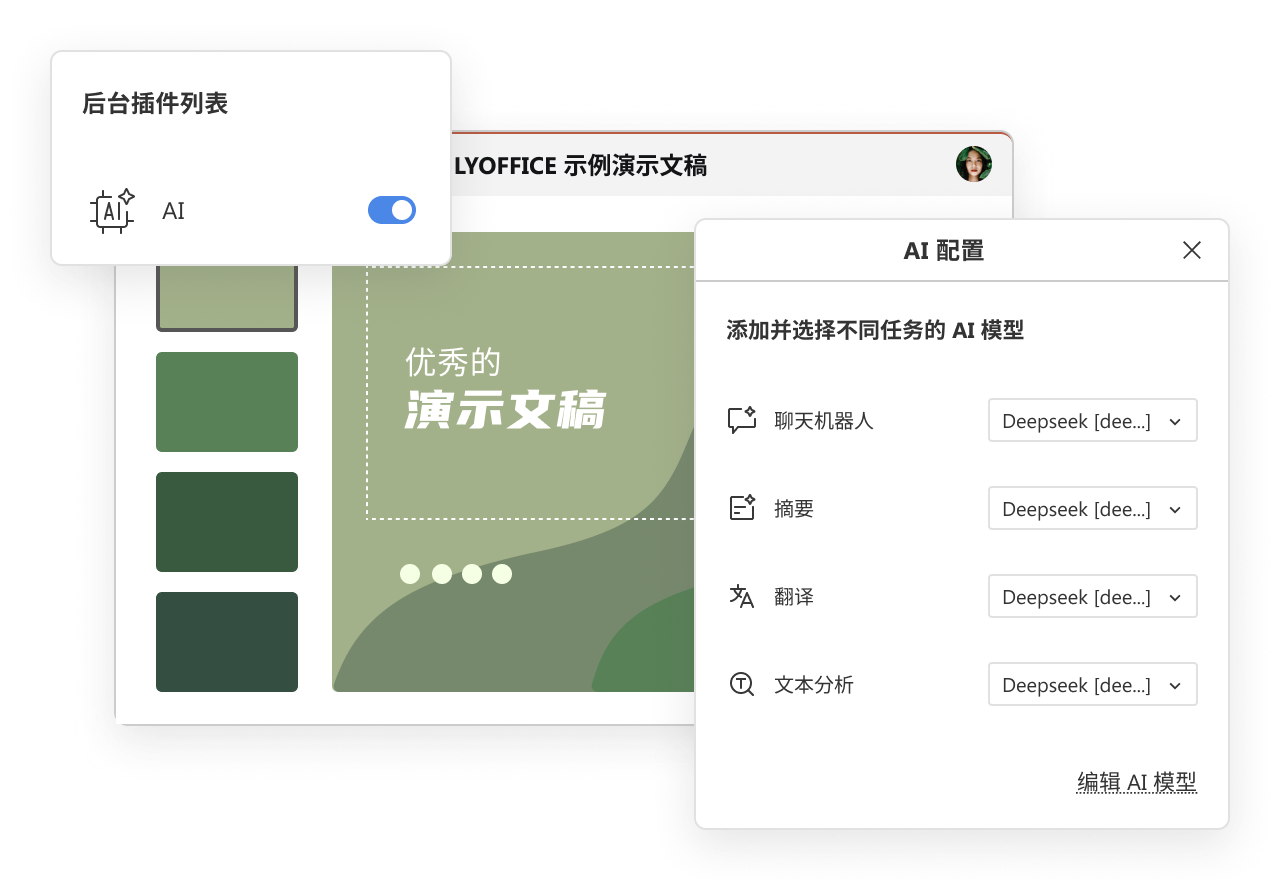 后台插件列表
AI
AI
LYOFFICE 示例演示文稿
优秀的
演示文稿
AI 配置
添加并选择不同任务的 AI 模型
聊天机器人
Deepseek [dee...]
摘要
Deepseek [dee...]
翻译
Deepseek [dee...]
文本分析
Deepseek [dee...]
编辑 AI 模型